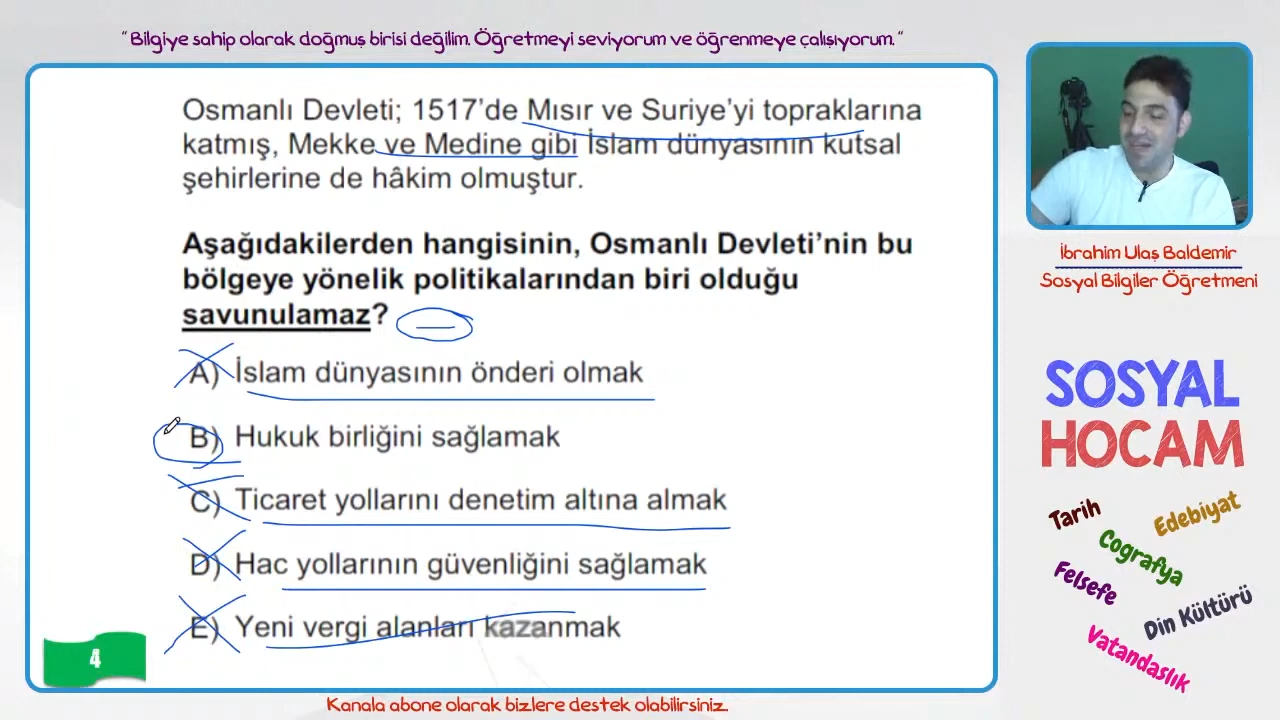 “ Bilgiye sahip olarak doğmuş birisi değilim. Öğretmeyi seviyorum ve öğrenmeye çalışıyorum.“
Osmanlı Devleti; 1517’de Mısır ve Suriye’yi topraklarına
katmış, Mekke ve Medine gibi İslam dünyasının kutsal
şehirlerine de hâkim olmuştur.
Aşağıdakilerden hangisinin, Osmanlı Devleti’nin bu
bölgeye yönelik politikalarından biri olduğu
savunulamaz?
A) İslam dünyasının önderi olmak
B) Hukuk birliğini sağlamak
C) Ticaret yollarını denetim altına almak
D) Hac yollarının güvenliğini sağlamak
E) Yeni vergi alanları kazanmak
4
Kanala abone olarak bizlere destek olabilirsiniz.
İbrahim Ulaş Baldemir
Sosyal Bilgiler Öğretmeni
SOSYAL
HOCAM
Tarih
Edebiyat
Cografya
Felsefe
Din Kültürü
Vatandaslık